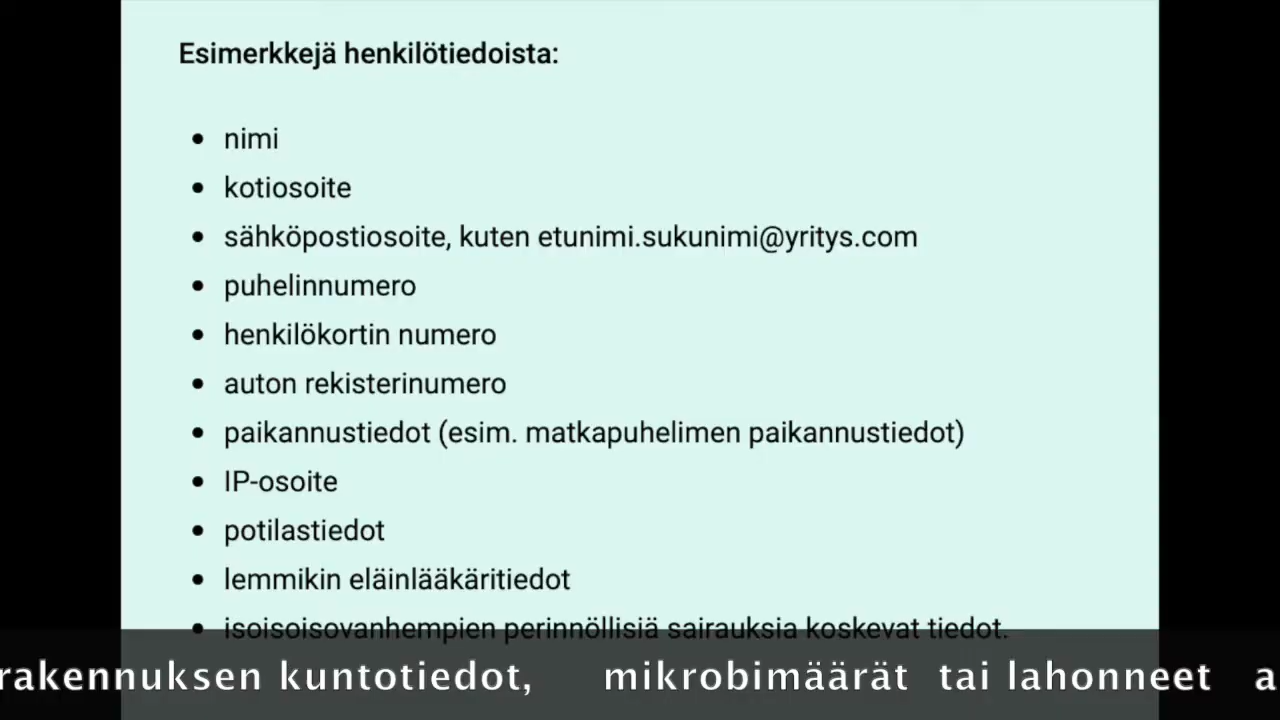 Esimerkkejä henkilötiedoista:
• nimi
• kotiosoite
• sähköpostiosoite, kuten etunimi.sukunimi@yritys.com
• puhelinnumero
• henkilökortin numero
• auton rekisterinumero
• paikannustiedot (esim. matkapuhelimen paikannustiedot)
• IP-osoite
• potilastiedot
• lemmikin eläinlääkäritiedot
• isoisoisovanhempien perinnöllisiä sairauksia koskevat tiedot.
rakennuksen kuntotiedot, mikrobimäärät tai lahonneet